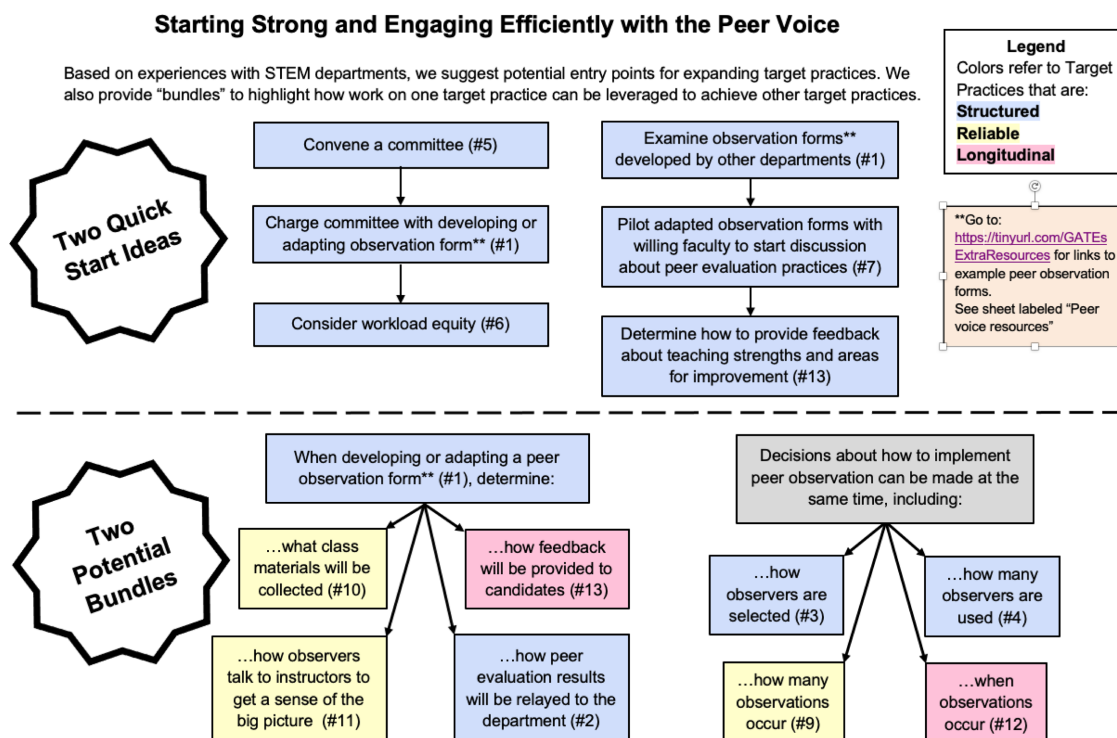 Starting Strong and Engaging Efficiently with the Peer Voice
Based on experiences with STEM departments, we suggest potential entry points for expanding target practices. We
also provide “bundles” to highlight how work on one target practice can be leveraged to achieve other target practices.
Legend
Colors refer to Target
Practices that are:
Structured
Reliable
Longitudinal
**Go to:
https://tinyurl.com/GATEs
ExtraResources for links to
example peer observation
forms.
See sheet labeled “Peer
voice resources”
Two Quick
Start Ideas
Convene a committee (#5)
Charge committee with developing or
adapting observation form** (#1)
Consider workload equity (#6)
Examine observation forms**
developed by other departments (#1)
Pilot adapted observation forms with
willing faculty to start discussion
about peer evaluation practices (#7)
Determine how to provide feedback
about teaching strengths and areas
for improvement (#13)
Two
Potential
Bundles
When developing or adapting a peer
observation form** (#1), determine:
…what class
materials will be
collected (#10)
…how feedback
will be provided to
candidates (#13)
…how observers
talk to instructors to
get a sense of the
big picture (#11)
…how peer
evaluation results
will be relayed to the
department (#2)
Decisions about how to implement
peer observation can be made at the
same time, including:
…how
observers are
selected (#3)
…how many
observers are
used (#4)
…how many
observations
occur (#9)
…when
observations
occur (#12)